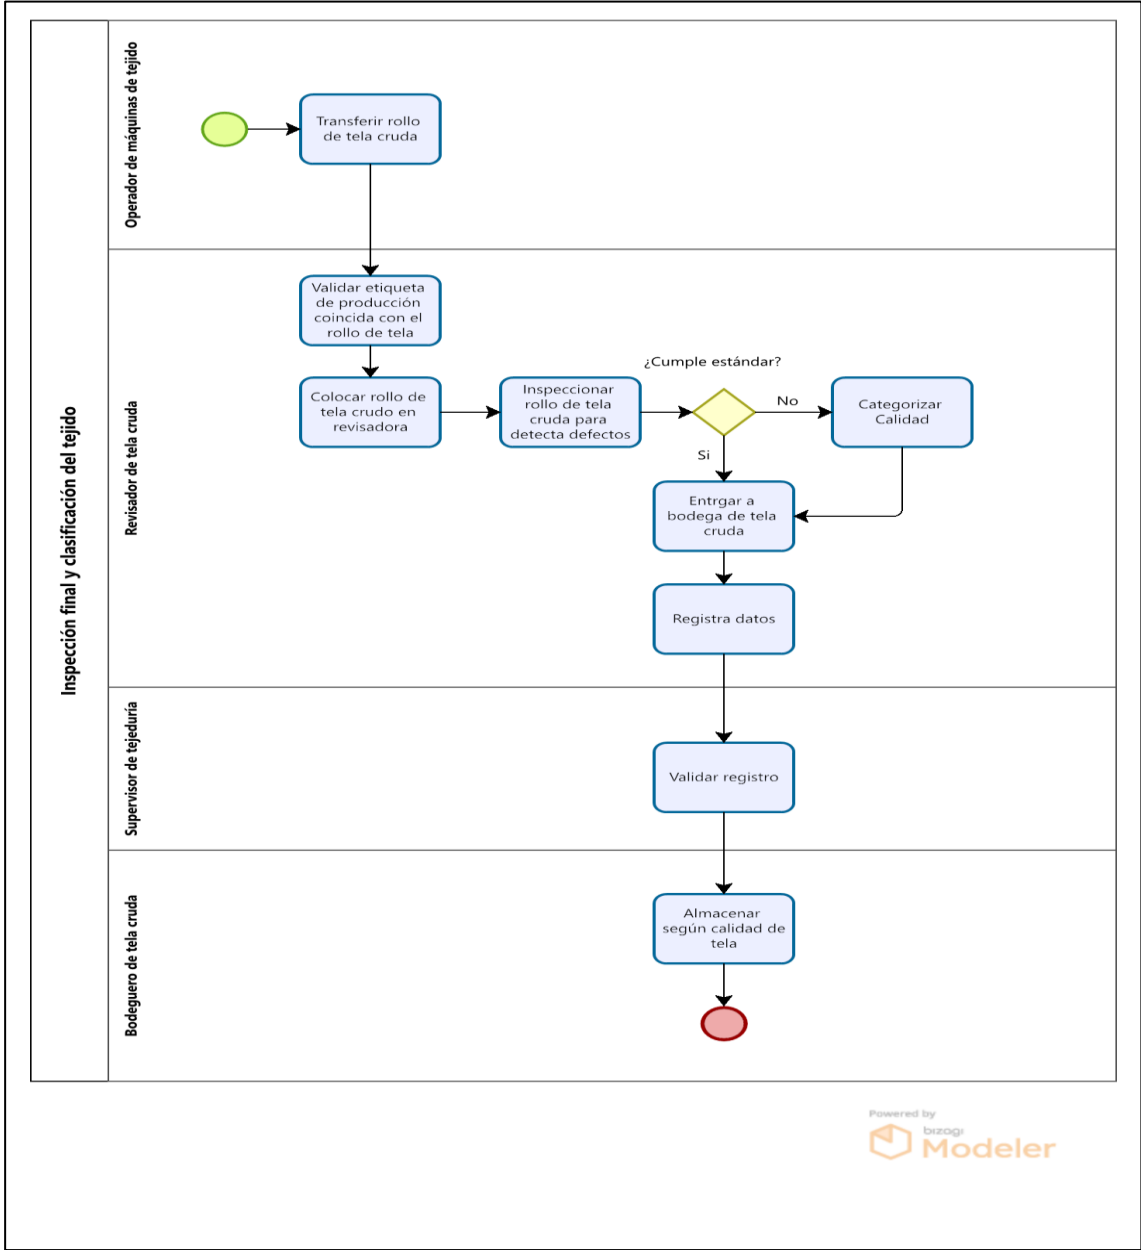 Inspección final y clasificación del tejido
Operador de máquinas de tejido
Transferir rollo
de tela cruda
Revisador de tela cruda
Validar etiqueta
de producción
coincida con el
rollo de tela
Colocar rollo de
tela crudo en
revisadora
Inspeccionar
rollo de tela
cruda para
detecta defectos
¿Cumple estándar?
No
Categorizar
Calidad
Si
Entrgar a
bodega de tela
cruda
Registra datos
Supervisor de tejeduría
Validar registro
Bodeguero de tela cruda
Almacenar
según calidad de
tela
Powered by
bizagi
Modeler